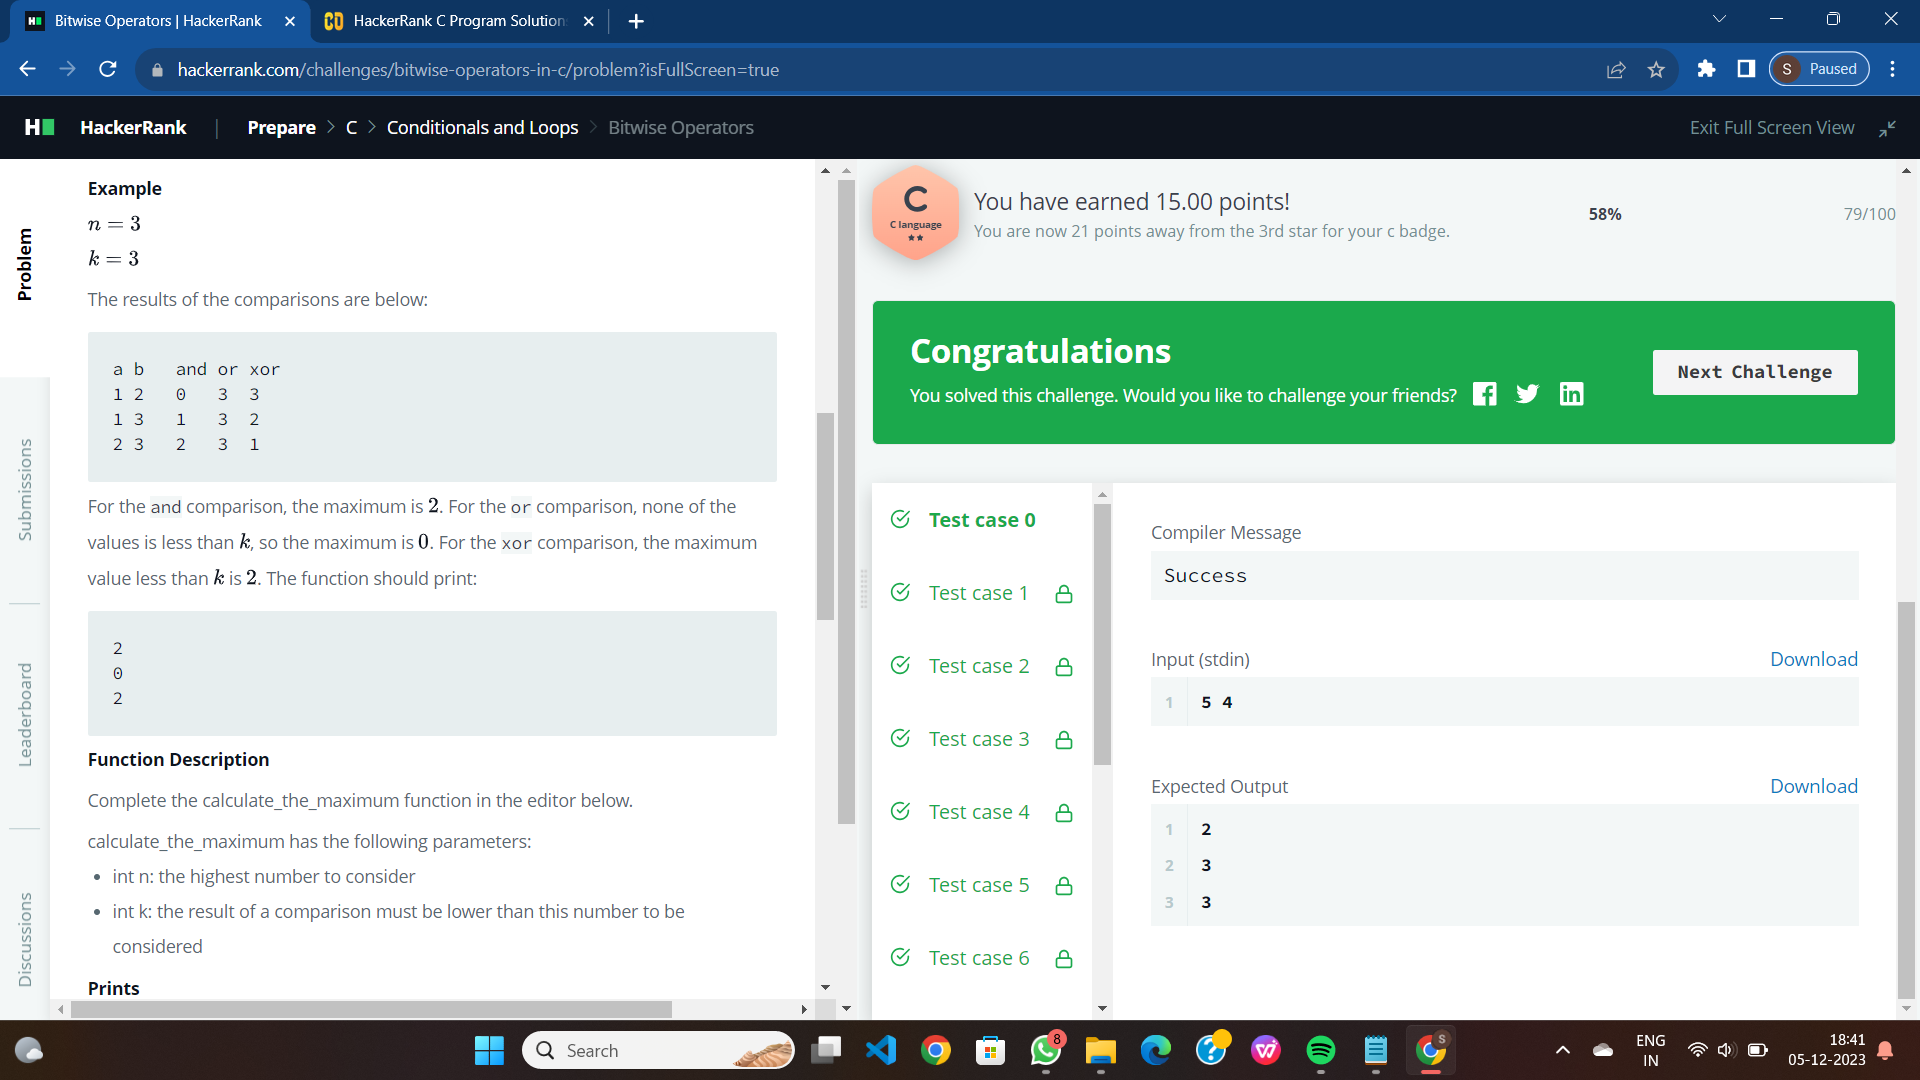 Bitwise Operators | HackerRank
HackerRank C Program Solution
hackerrank.com/challenges/bitwise-operators-in-c/problem?isFullScreen=true
S Paused
H HackerRank | Prepare > C > Conditionals and Loops > Bitwise Operators
Exit Full Screen View
Problem
Submissions
Leaderboard
Discussions
Example
n = 3
k = 3
The results of the comparisons are below:
a b   and or xor
1 2   0   3  3
1 3   1   3  2
2 3   2   3  1
For the and comparison, the maximum is 2. For the or comparison, none of the
values is less than k, so the maximum is 0. For the xor comparison, the maximum
value less than k is 2. The function should print:
2
0
2
Function Description
Complete the calculate_the_maximum function in the editor below.
calculate_the_maximum has the following parameters:
• int n: the highest number to consider
• int k: the result of a comparison must be lower than this number to be
considered
Prints
C
C language
You have earned 15.00 points!
You are now 21 points away from the 3rd star for your c badge.
58%
79/100
Congratulations
You solved this challenge. Would you like to challenge your friends?
Next Challenge
Test case 0
Test case 1
Test case 2
Test case 3
Test case 4
Test case 5
Test case 6
Compiler Message
Success
Input (stdin)
Download
1 5 4
Expected Output
Download
1 2
2 3
3 3
Search
8
S
ENG
IN
18:41
05-12-2023